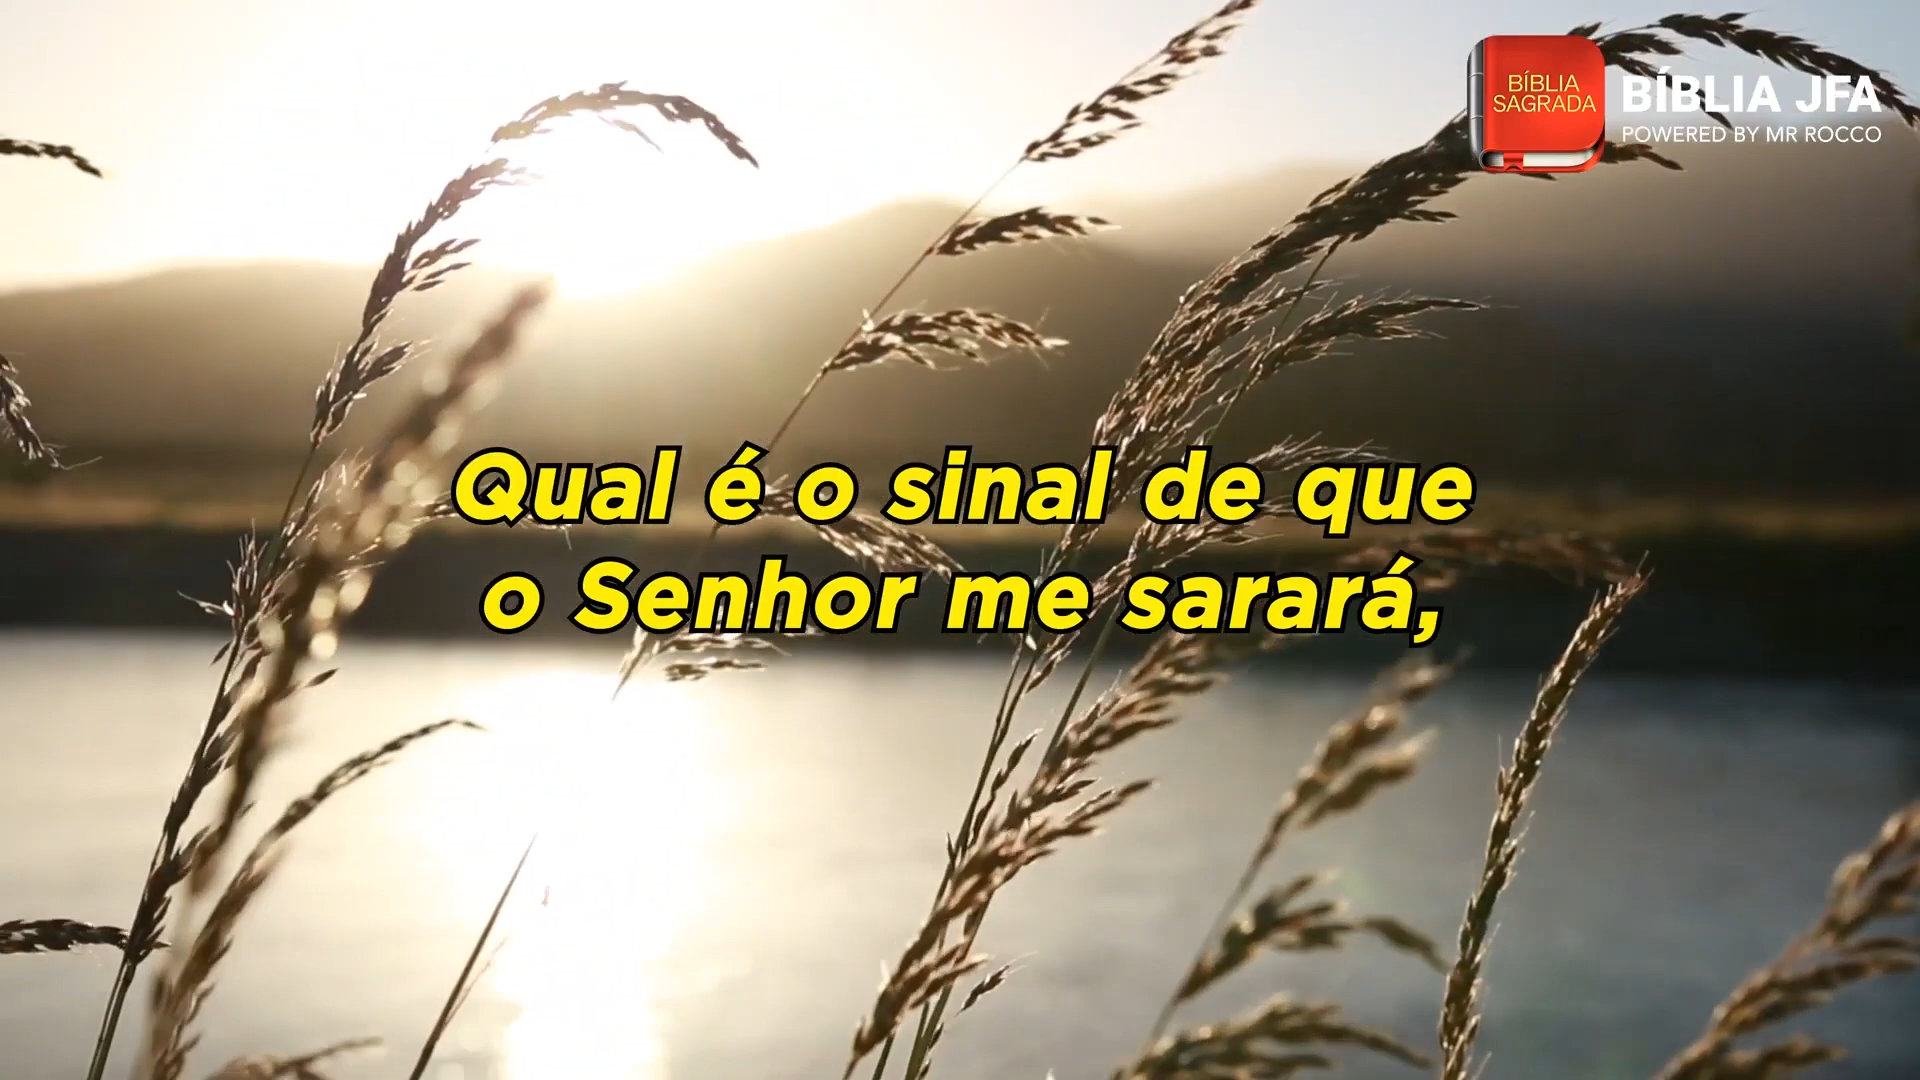 BÍBLIA
SAGRADA
BÍBLIA JFA
POWERED BY MR ROCCO
Qual é o sinal de que
o Senhor me sarará,